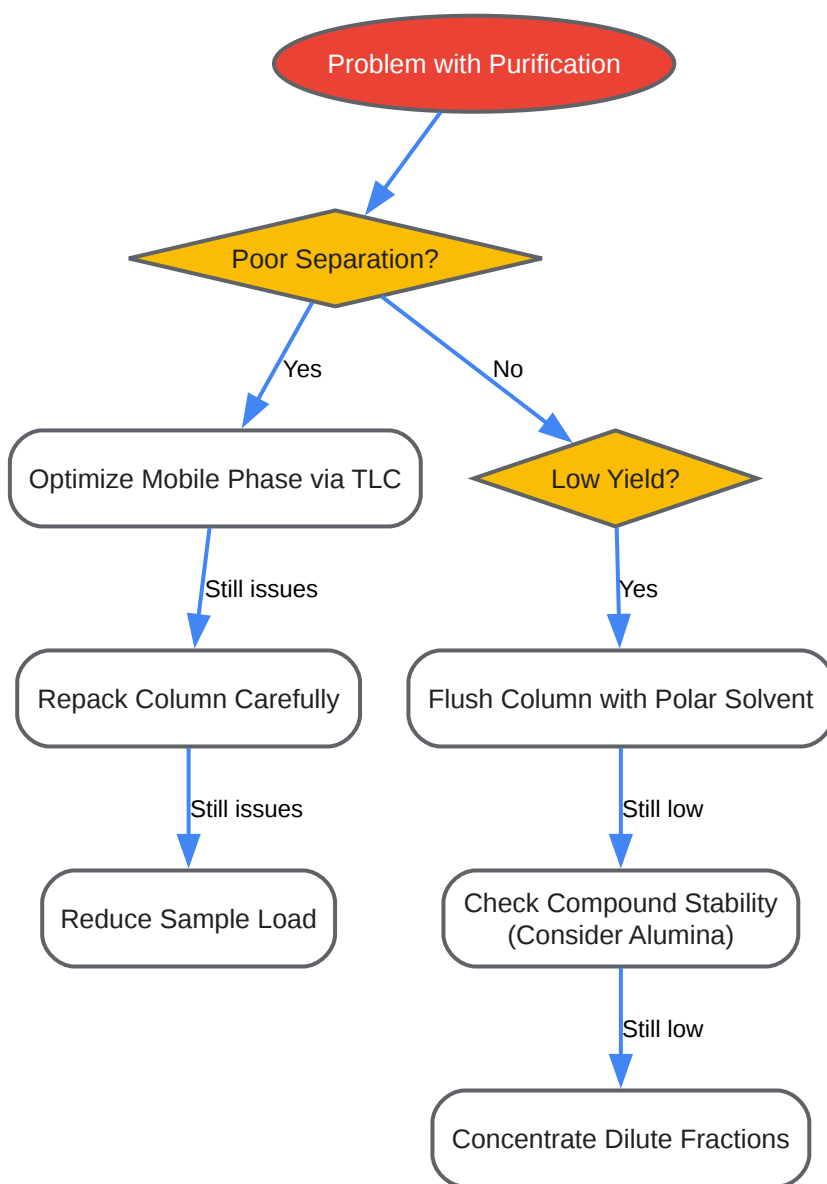 Problem with Purification
Poor Separation?
Yes
No
Optimize Mobile Phase via TLC
Low Yield?
Still issues
Yes
Repack Column Carefully
Flush Column with Polar Solvent
Still issues
Still low
Reduce Sample Load
Check Compound Stability
(Consider Alumina)
Still low
Concentrate Dilute Fractions